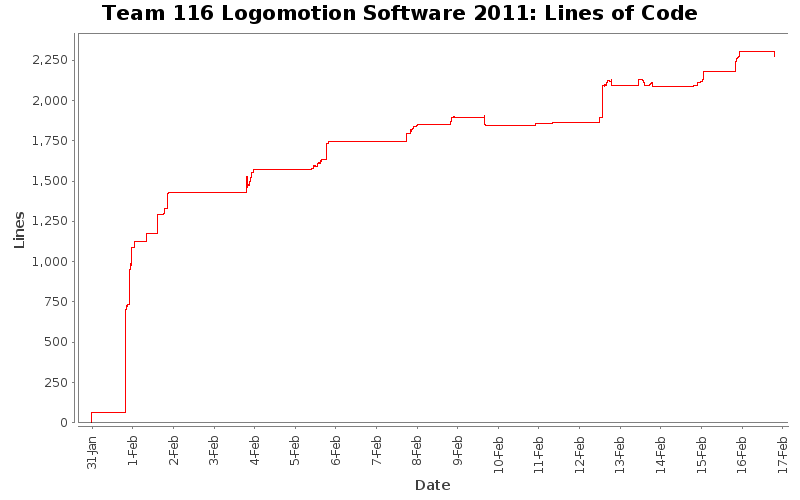 Team 116 Logomotion Software 2011: Lines of Code
Lines
2,250
2,000
1,750
1,500
1,250
1,000
750
500
250
0
31-Jan
1-Feb
2-Feb
3-Feb
4-Feb
5-Feb
6-Feb
7-Feb
8-Feb
9-Feb
10-Feb
11-Feb
12-Feb
13-Feb
14-Feb
15-Feb
16-Feb
17-Feb
Date